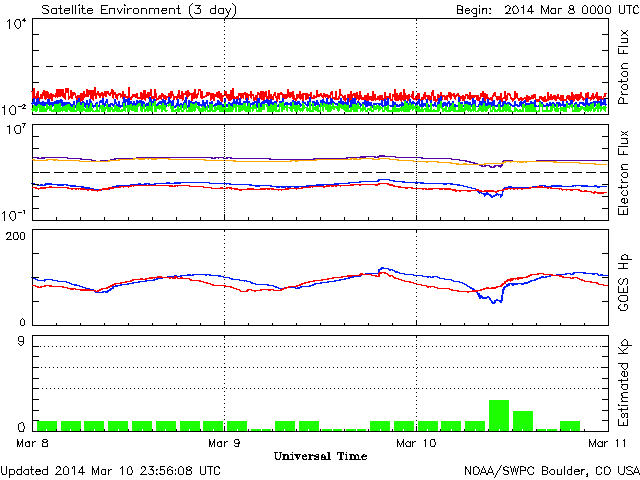 Satellite Environment (3 day) Begin: 2014 Mar 8 0000 UTC
10^4
Proton Flux
10^-2
10^7
Electron Flux
10^-1
200
GOES Hp
0
9
Estimated Kp
0
Mar 8 Mar 9 Mar 10 Mar 11
Universal Time
Updated 2014 Mar 10 23:56:08 UTC NOAA/SWPC Boulder, CO USA